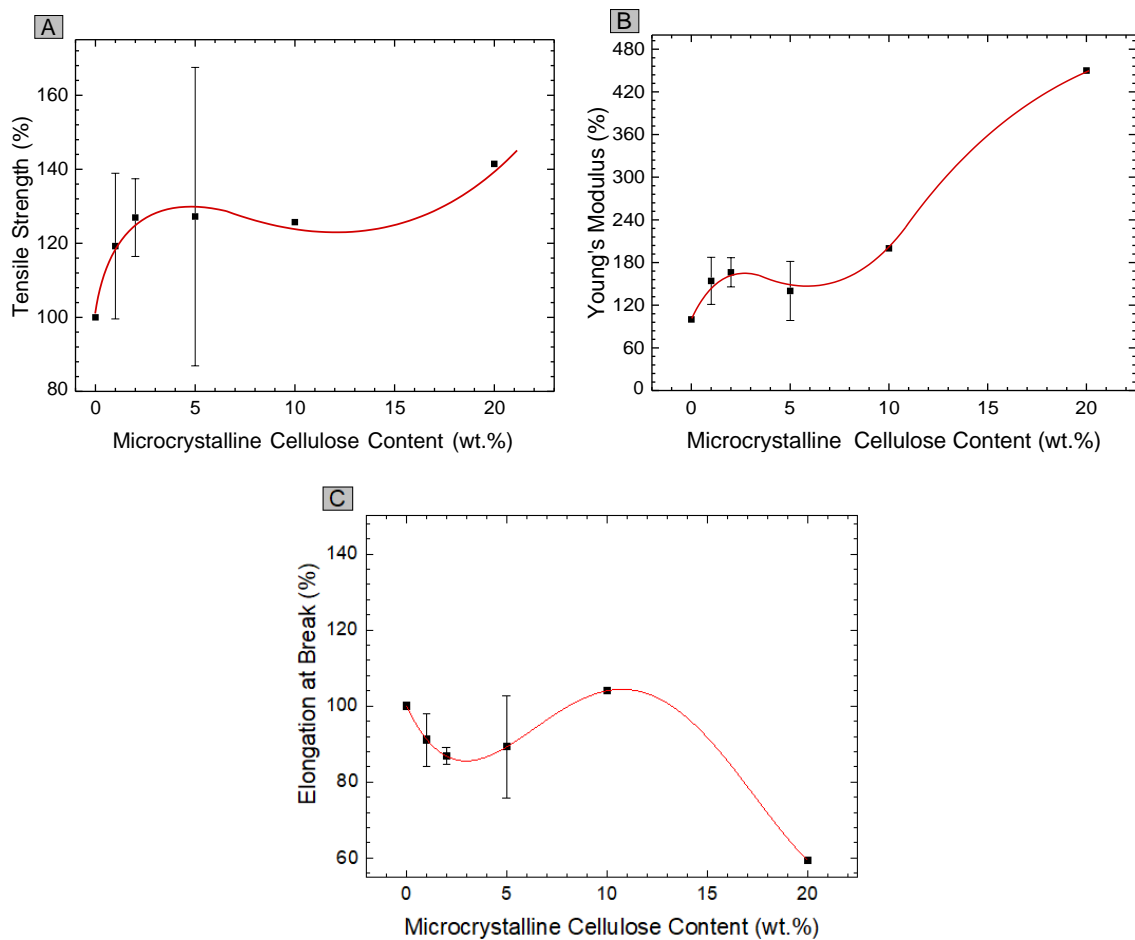 A
Tensile Strength (%)
160
140
120
100
80
0 5 10 15 20
Microcrystalline Cellulose Content (wt.%)
B
Young's Modulus (%)
480
420
360
300
240
180
120
60
0
0 5 10 15 20
Microcrystalline Cellulose Content (wt.%)
C
Elongation at Break (%)
140
120
100
80
60
0 5 10 15 20
Microcrystalline Cellulose Content (wt.%)